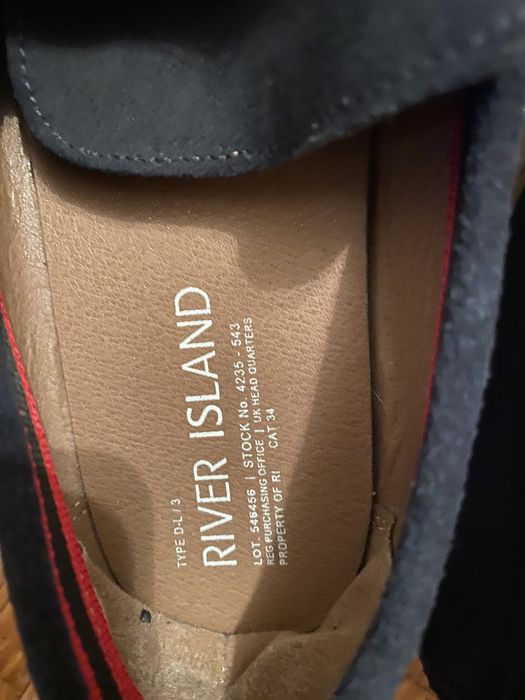 TYPE D-L / 3
RIVER ISLAND
LOT. 546456 | STOCK No. 4235 - 543
REG PURCHASING OFFICE | UK HEAD QUARTERS
PROPERTY OF RI CAT 34